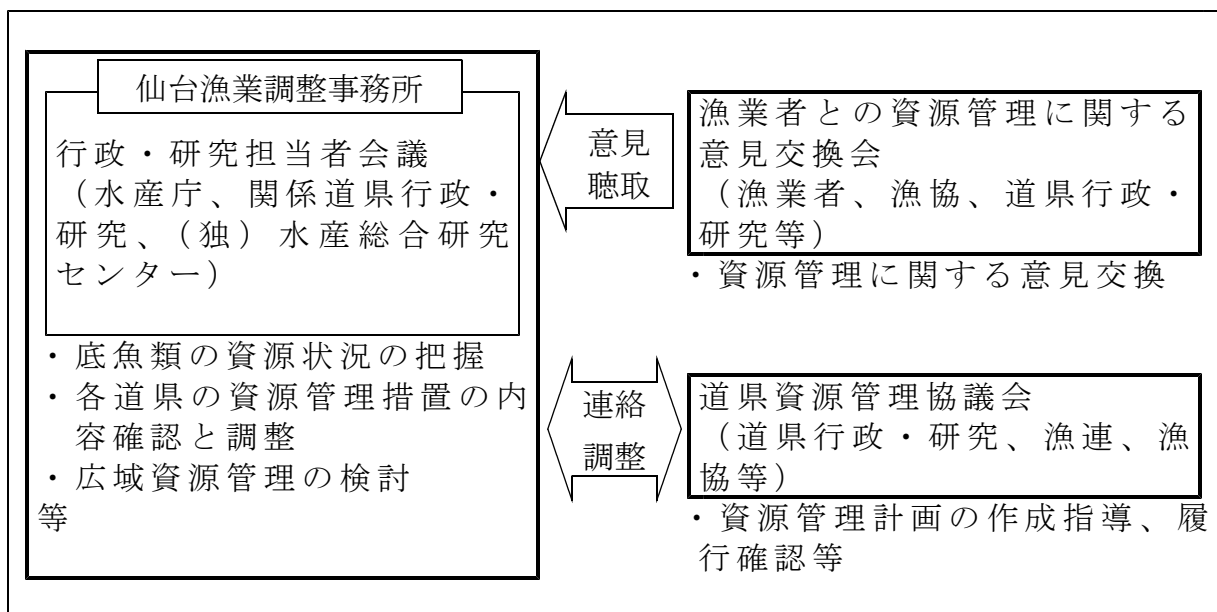 仙台漁業調整事務所
行政・研究担当者会議
（水産庁、関係道県行政・
研究、（独）水産総合研究
センター）
・底魚類の資源状況の把握
・各道県の資源管理措置の内
容確認と調整
・広域資源管理の検討
等
意見
聴取
漁業者との資源管理に関する
意見交換会
（漁業者、漁協、道県行政・
研究等）
・資源管理に関する意見交換
連絡
調整
道県資源管理協議会
（道県行政・研究、漁連、漁
協等）
・資源管理計画の作成指導、履
行確認等